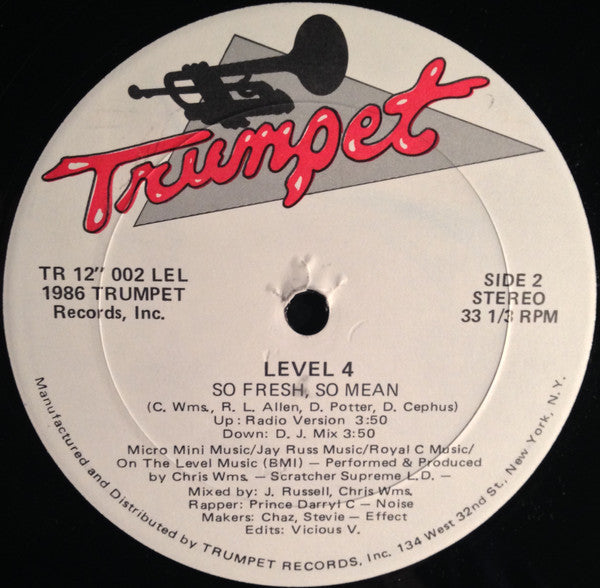 Trumpet
TR 12" 002 LEL
1986 TRUMPET
Records, Inc.
SIDE 2
STEREO
33 1/3 RPM
LEVEL 4
SO FRESH, SO MEAN
(C. Wms., R. L. Allen, D. Potter, D. Cephus)
Up: Radio Version 3:50
Down: D. J. Mix 3:50
Micro Mini Music/Jay Russ Music/Royal C Music/
On The Level Music (BMI) – Performed & Produced
by Chris Wms. – Scratcher Supreme L.D. –
Mixed by: J. Russell, Chris Wms.
Rapper: Prince Darryl C – Noise
Makers: Chaz, Stevie – Effect
Edits: Vicious V.
Manufactured and Distributed by TRUMPET RECORDS, Inc. 134 West 32nd St., New York, N.Y.